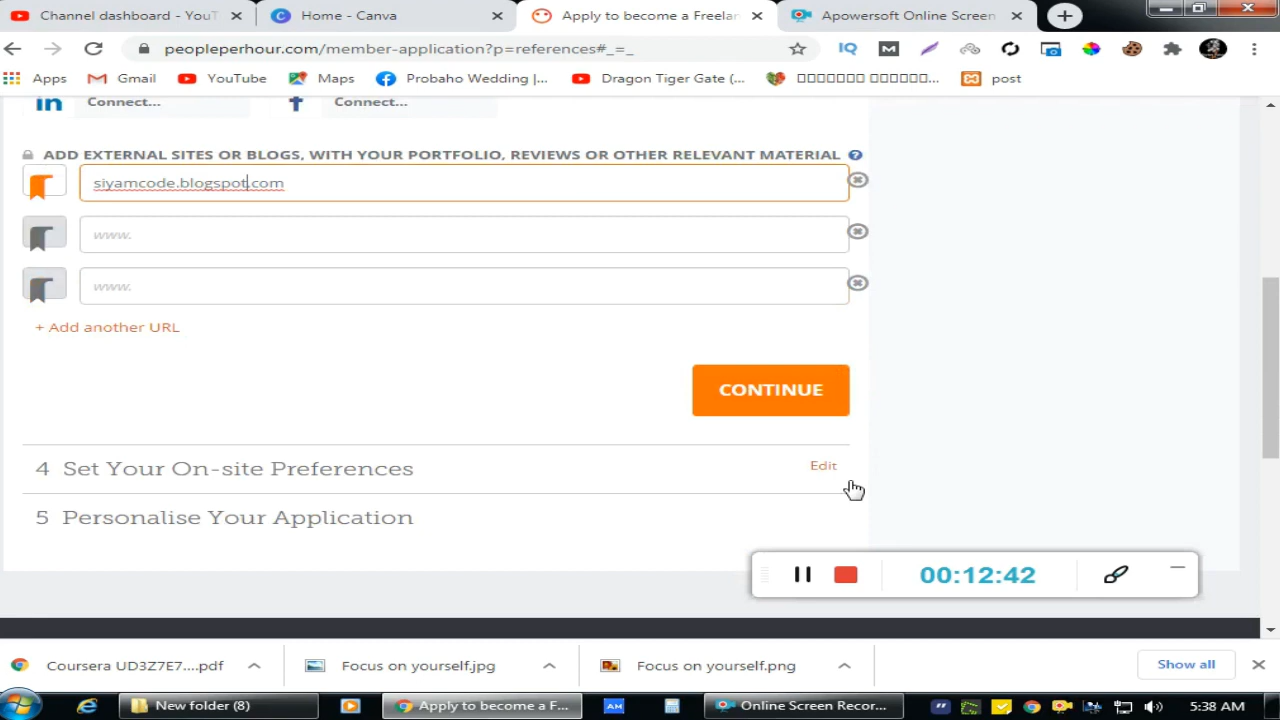 Channel dashboard - YouT
Home - Canva
Apply to become a Freelar
Apowersoft Online Screen
peopleperhour.com/member-application?p=references#_=_
Apps
Gmail
YouTube
Maps
Probaho Wedding |...
Dragon Tiger Gate (...
post
Connect...
Connect...
ADD EXTERNAL SITES OR BLOGS, WITH YOUR PORTFOLIO, REVIEWS OR OTHER RELEVANT MATERIAL
siyamcode.blogspot.com
www.
www.
+ Add another URL
CONTINUE
4 Set Your On-site Preferences
Edit
5 Personalise Your Application
00:12:42
Coursera UD3Z7E7....pdf
Focus on yourself.jpg
Focus on yourself.png
Show all
New folder (8)
Apply to become a F...
AM
Online Screen Recor...
5:38 AM